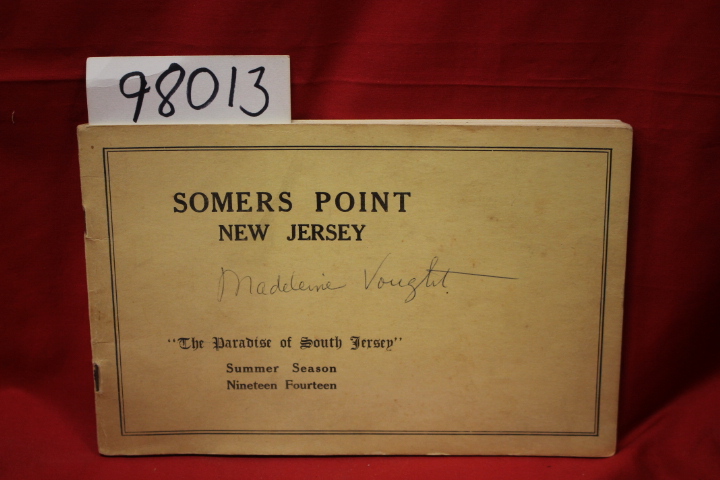 98013
SOMERS POINT
NEW JERSEY
Madeleine Vought
"The Paradise of South Jersey"
Summer Season
Nineteen Fourteen